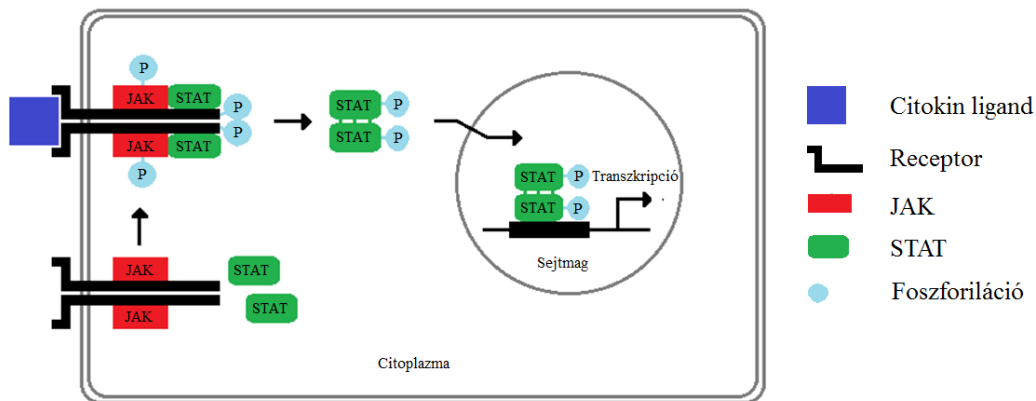 P
JAK
STAT
P
P
JAK
STAT
P
STAT
P
STAT
P
STAT
P
Transzkripció
STAT
P
Sejtmag
JAK
STAT
JAK
STAT
Citoplazma
Citokin ligand
Receptor
JAK
STAT
P
Foszforiláció